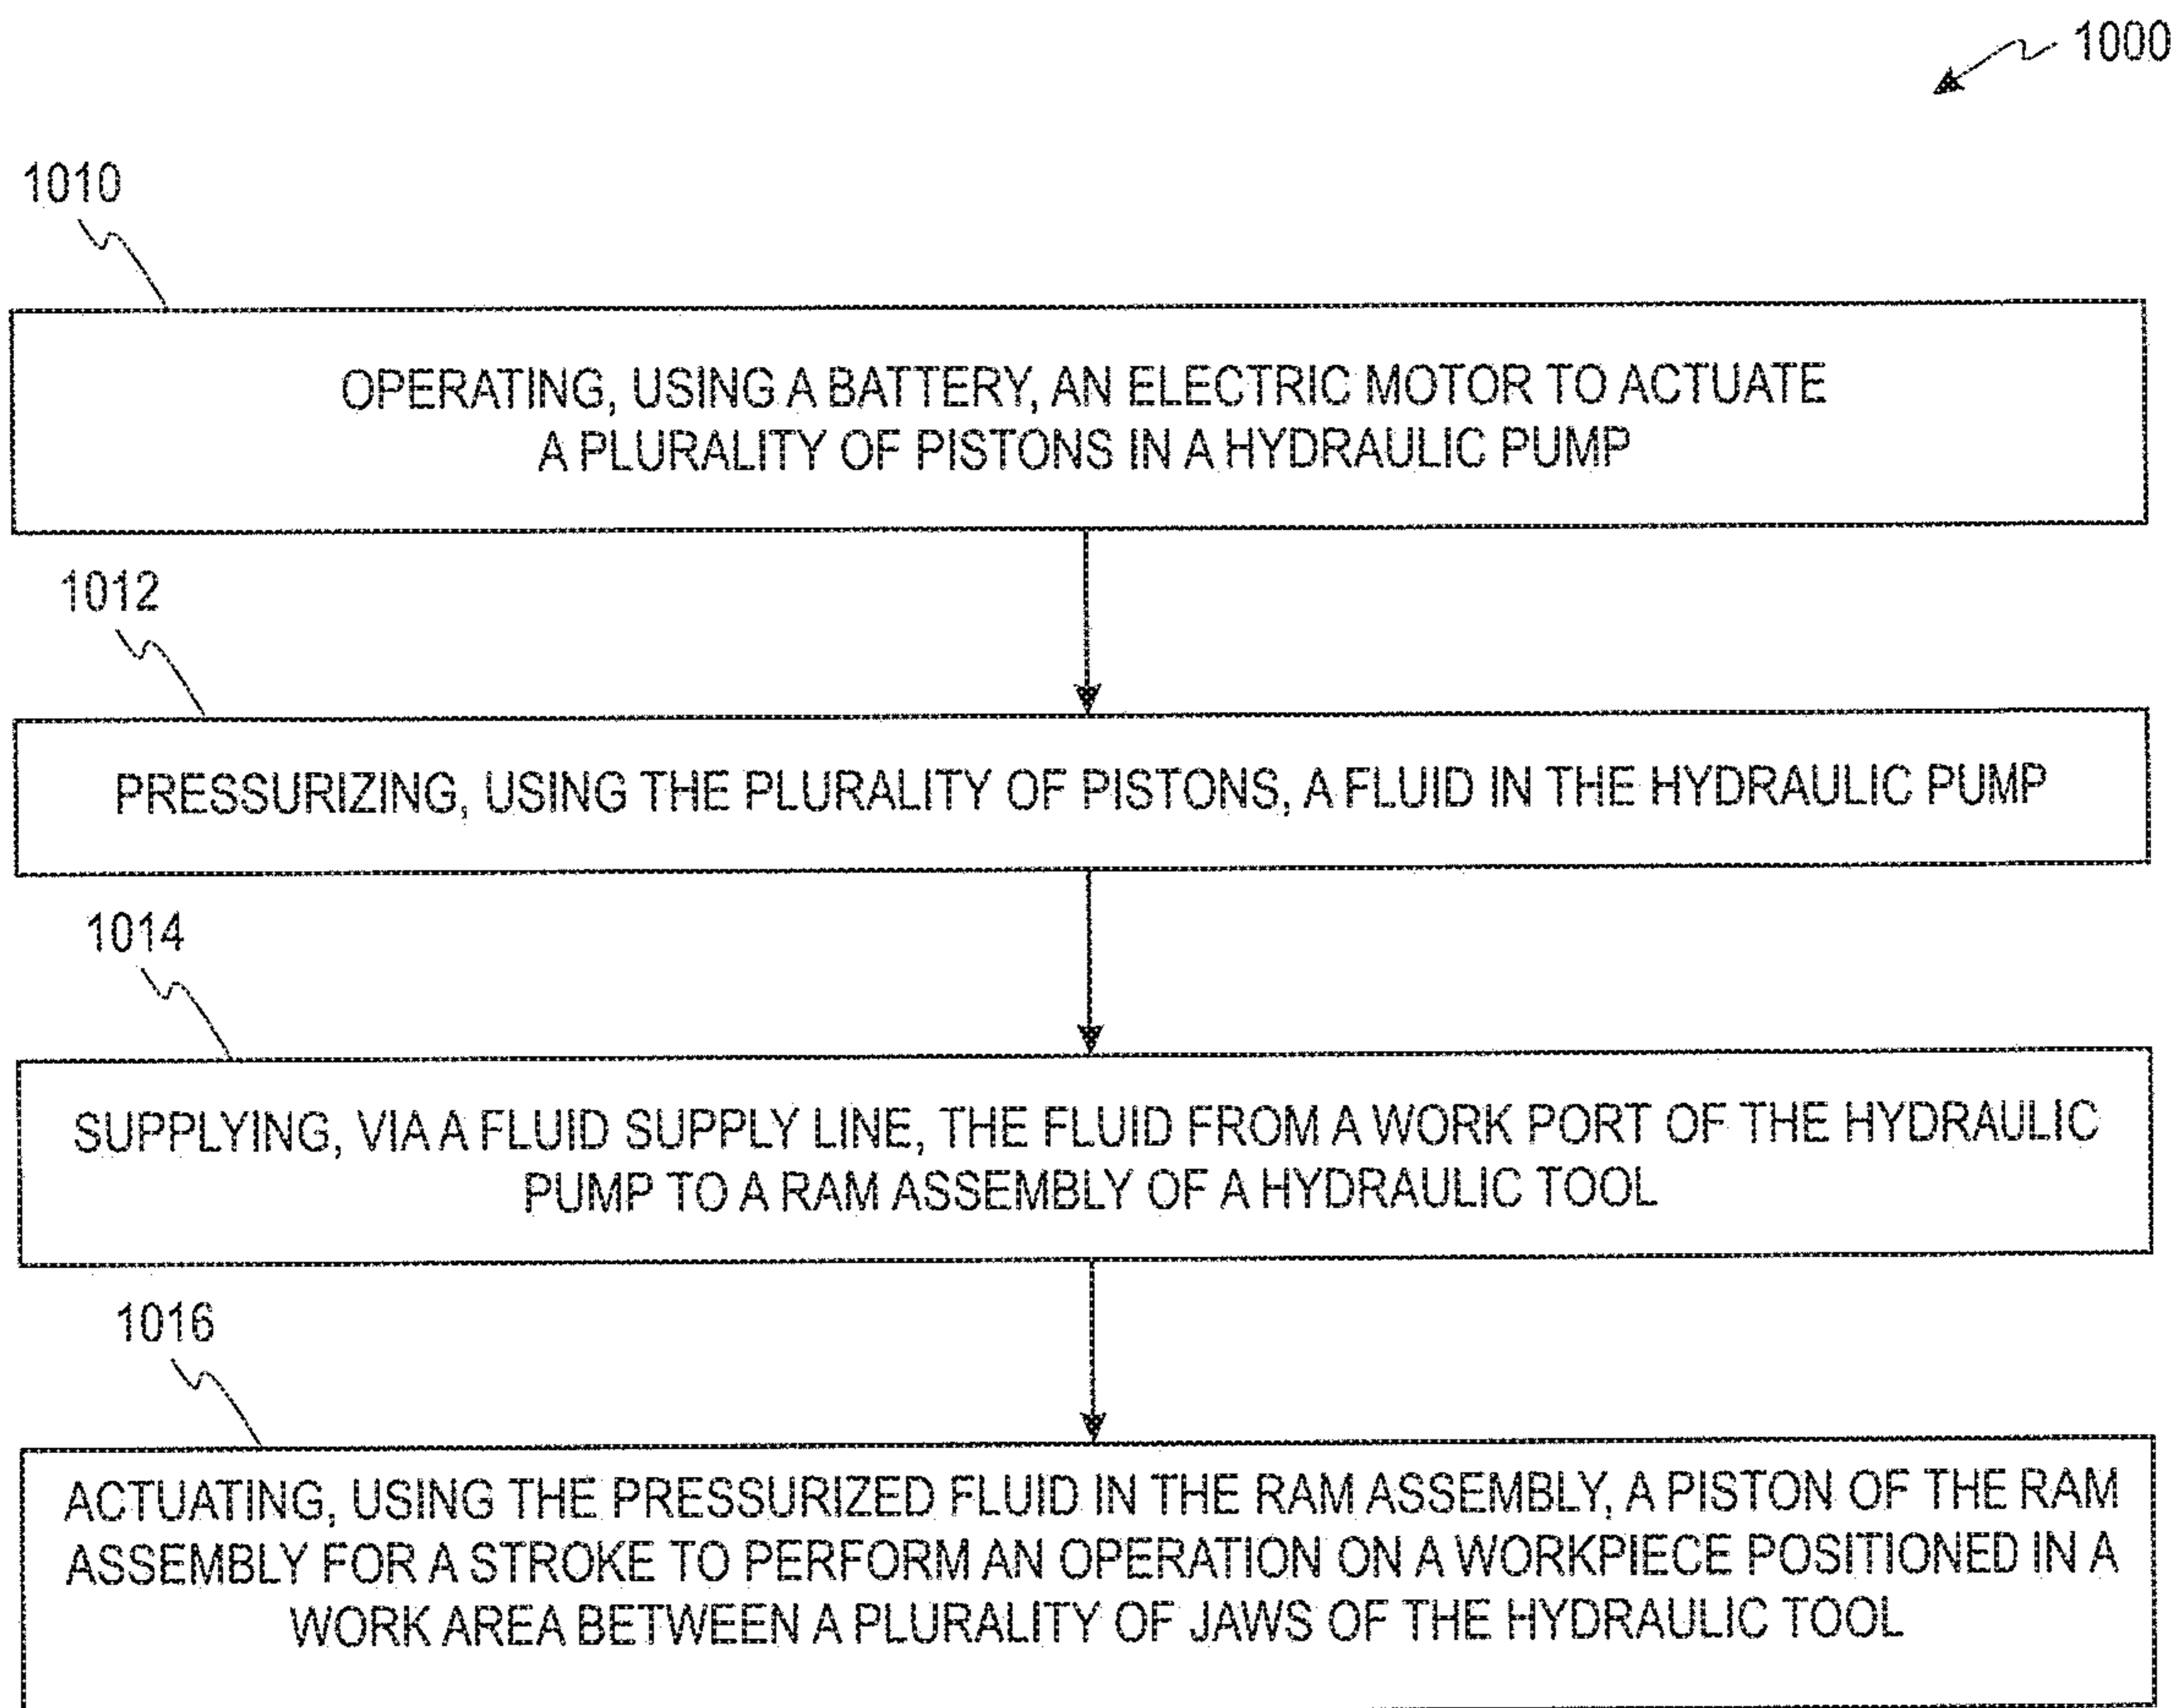 1000
1010
OPERATING, USING A BATTERY, AN ELECTRIC MOTOR TO ACTUATE
A PLURALITY OF PISTONS IN A HYDRAULIC PUMP
1012
PRESSURIZING, USING THE PLURALITY OF PISTONS, A FLUID IN THE HYDRAULIC PUMP
1014
SUPPLYING, VIA A FLUID SUPPLY LINE, THE FLUID FROM A WORK PORT OF THE HYDRAULIC
PUMP TO A RAM ASSEMBLY OF A HYDRAULIC TOOL
1016
ACTUATING, USING THE PRESSURIZED FLUID IN THE RAM ASSEMBLY, A PISTON OF THE RAM
ASSEMBLY FOR A STROKE TO PERFORM AN OPERATION ON A WORKPIECE POSITIONED IN A
WORK AREA BETWEEN A PLURALITY OF JAWS OF THE HYDRAULIC TOOL